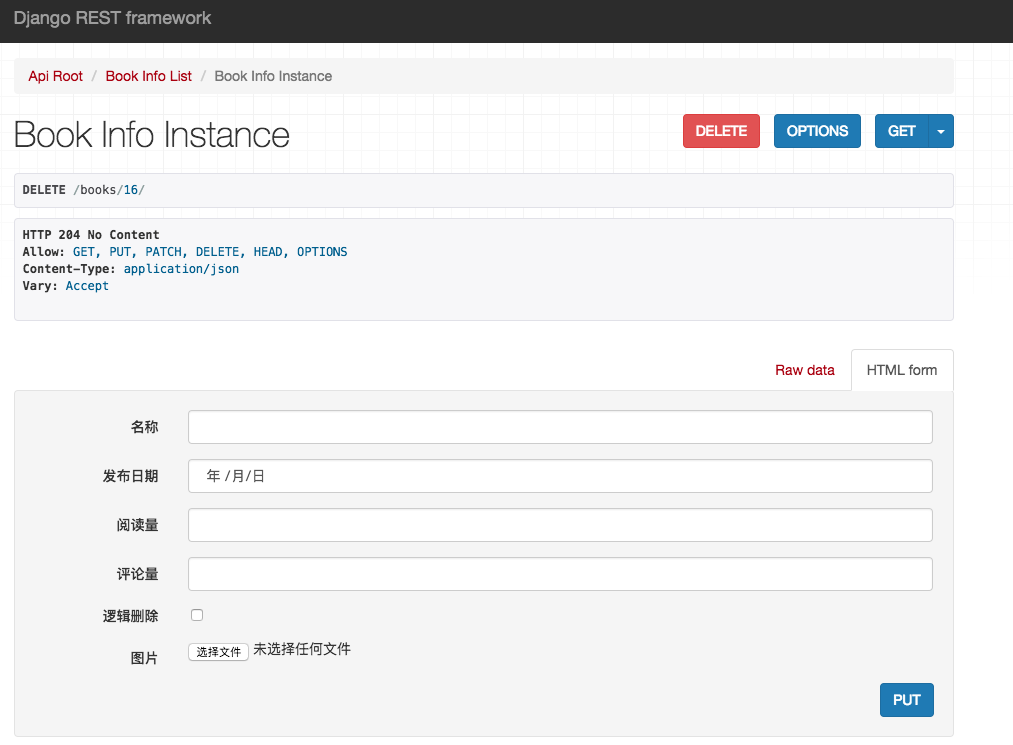 Django REST framework
Api Root / Book Info List / Book Info Instance
Book Info Instance
DELETE
OPTIONS
GET
DELETE /books/16/
HTTP 204 No Content
Allow: GET, PUT, PATCH, DELETE, HEAD, OPTIONS
Content-Type: application/json
Vary: Accept
Raw data
HTML form
名称
发布日期 年 /月/日
阅读量
评论量
逻辑删除
图片 选择文件 未选择任何文件
PUT